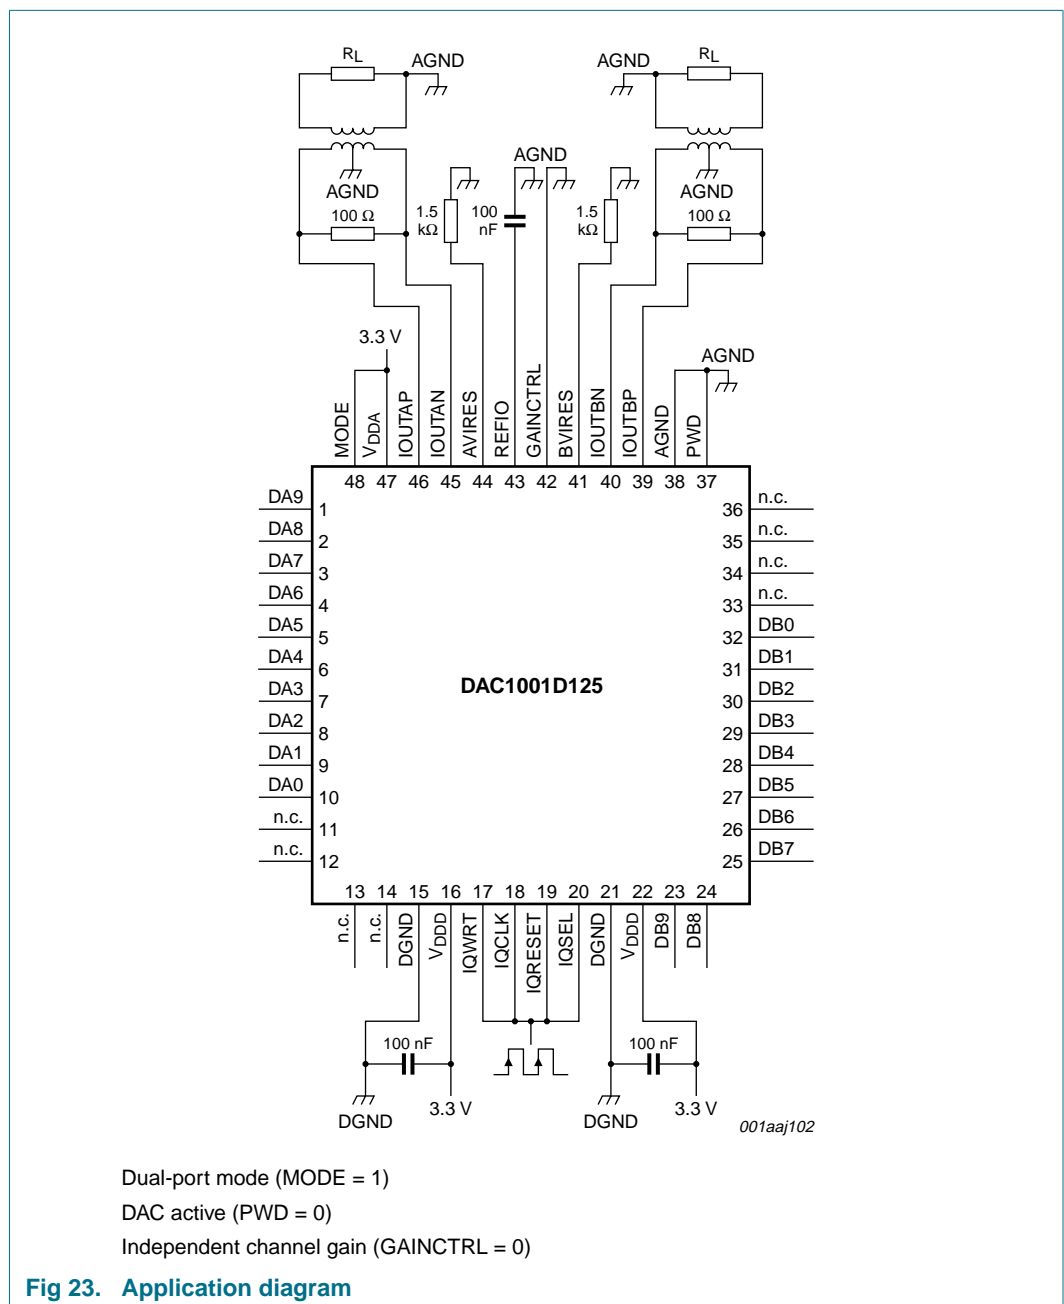 RL
AGND
AGND
RL
AGND
AGND
AGND
100 Ω
1.5
kΩ
100
nF
1.5
kΩ
100 Ω
3.3 V
AGND
MODE
VDDA
IOUTAP
IOUTAN
AVIRES
REFIO
GAINCTRL
BVIRES
IOUTBN
IOUTBP
AGND
PWD
48 47 46 45 44 43 42 41 40 39 38 37
DA9 1
DA8 2
DA7 3
DA6 4
DA5 5
DA4 6
DA3 7
DA2 8
DA1 9
DA0 10
n.c. 11
n.c. 12
DAC1001D125
36 n.c.
35 n.c.
34 n.c.
33 n.c.
32 DB0
31 DB1
30 DB2
29 DB3
28 DB4
27 DB5
26 DB6
25 DB7
13 14 15 16 17 18 19 20 21 22 23 24
n.c.
n.c.
DGND
VDDD
IQWRT
IQCLK
IQRESET
IQSEL
DGND
VDDD
DB9
DB8
100 nF
100 nF
DGND
3.3 V
DGND
3.3 V
001aaj102
Dual-port mode (MODE = 1)
DAC active (PWD = 0)
Independent channel gain (GAINCTRL = 0)
Fig 23. Application diagram